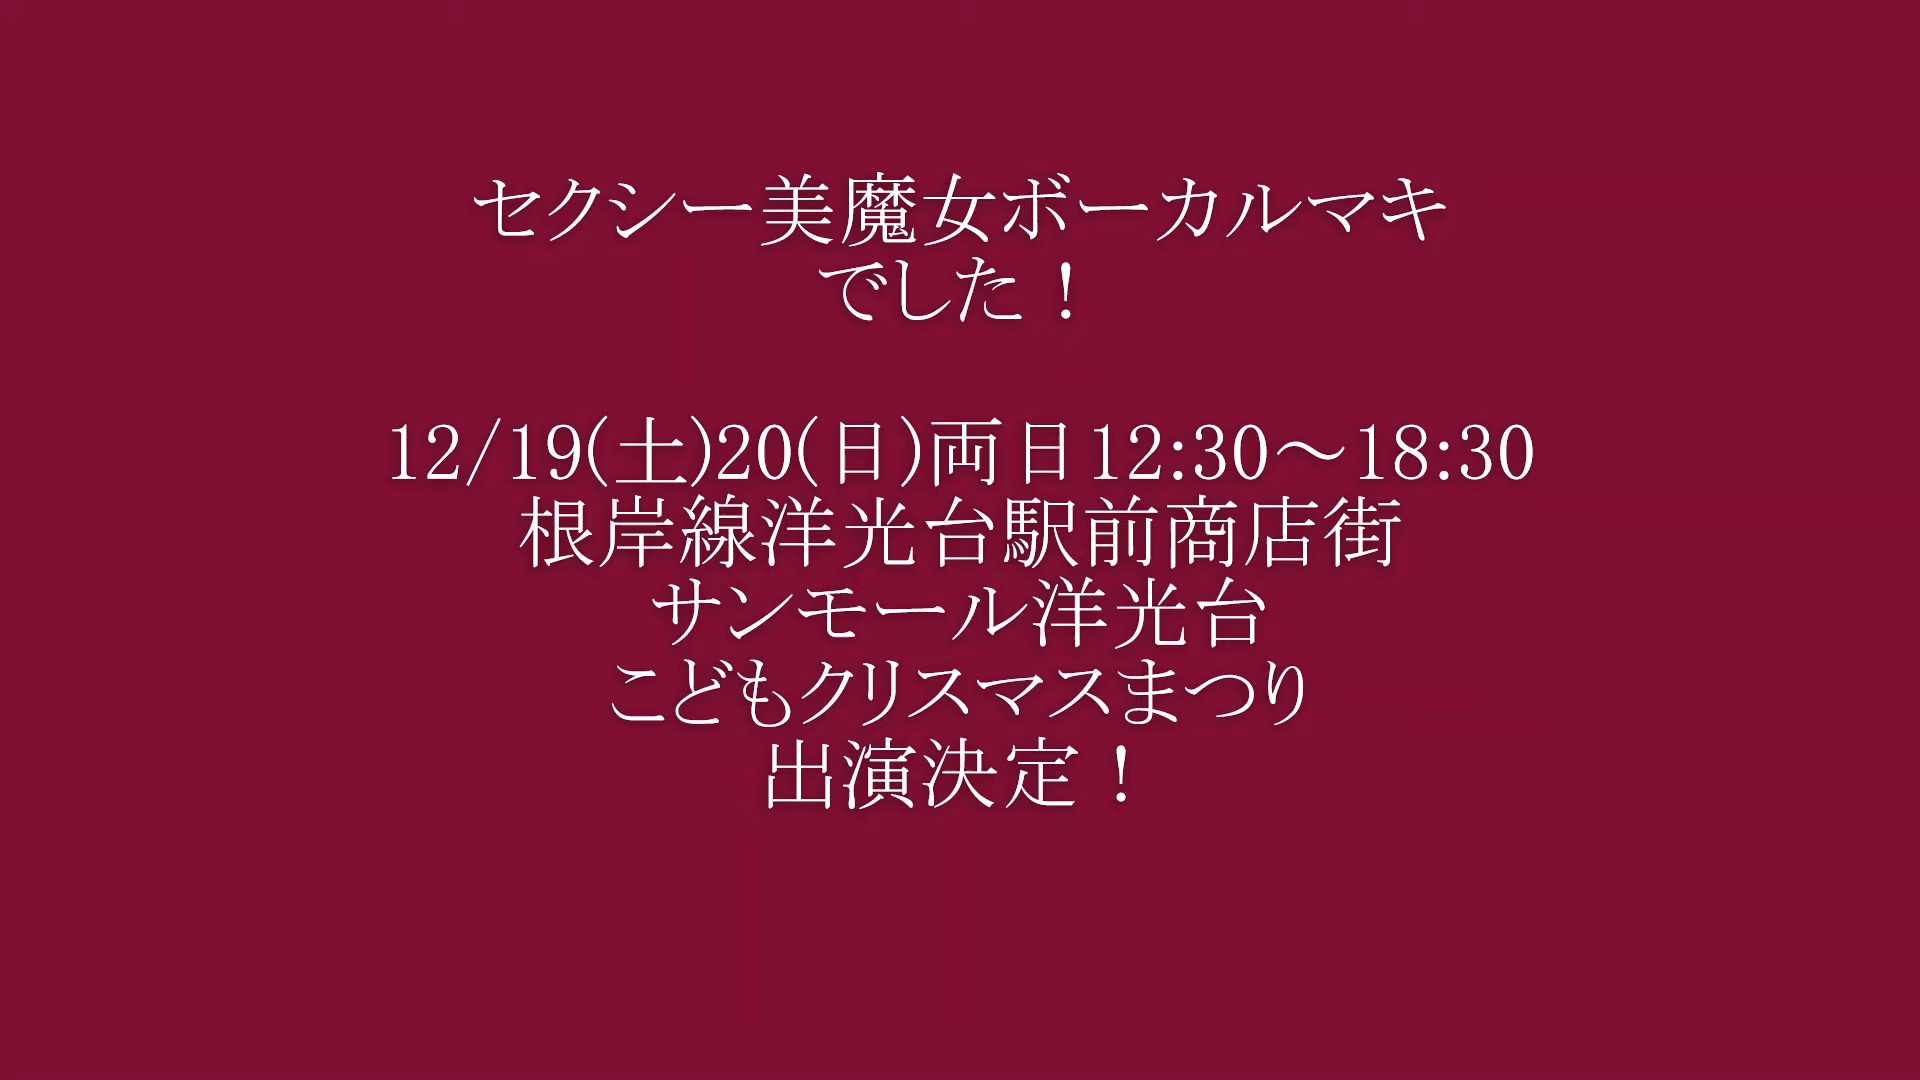 セクシー美魔女ボーカルマキ
でした！
12/19(土)20(日)両日12:30〜18:30
根岸線洋光台駅前商店街
サンモール洋光台
こどもクリスマスまつり
出演決定！